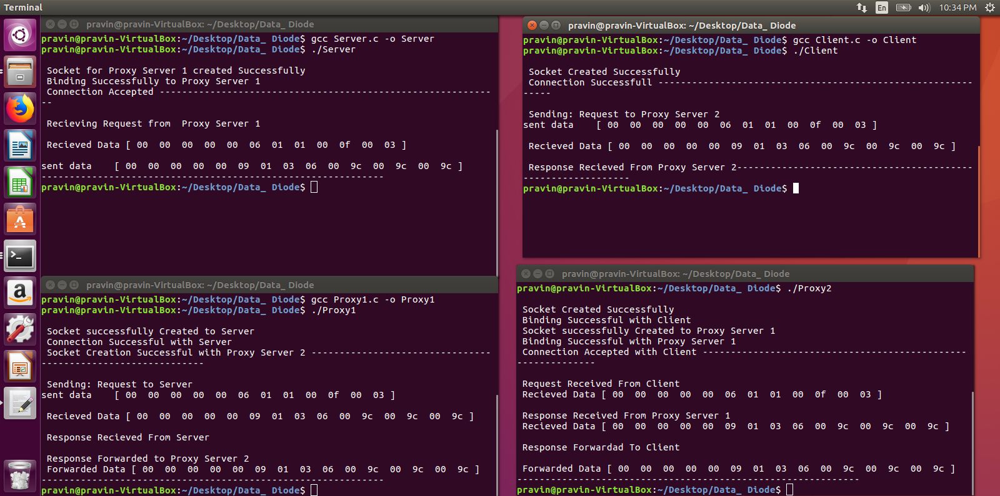 Terminal
En
10:34 PM
pravin@pravin-VirtualBox: ~/Desktop/Data_ Diode
pravin@pravin-VirtualBox:~/Desktop/Data_ Diode$ gcc Server.c -o Server
pravin@pravin-VirtualBox:~/Desktop/Data_ Diode$ ./Server
Socket for Proxy Server 1 created Successfully
Binding Successfully to Proxy Server 1
Connection Accepted -----------------------------------------------------------
--
Recieving Request from  Proxy Server 1
Recieved Data [ 00  00  00  00  00  06  01  01  00  0f  00  03 ]
sent data    [ 00  00  00  00  00  09  01  03  06  00  9c  00  9c  00  9c ]
-------------------------------------------------------------
pravin@pravin-VirtualBox:~/Desktop/Data_ Diode$
pravin@pravin-VirtualBox: ~/Desktop/Data_ Diode
pravin@pravin-VirtualBox:~/Desktop/Data_ Diode$ gcc Client.c -o Client
pravin@pravin-VirtualBox:~/Desktop/Data_ Diode$ ./Client
Socket Created Successfully
Connection Successfull --------------------------------------------------------
-----
Sending: Request to Proxy Server 2
sent data    [ 00  00  00  00  00  06  01  01  00  0f  00  03 ]
Recieved Data [ 00  00  00  00  00  09  01  03  06  00  9c  00  9c  00  9c ]
Response Recieved From Proxy Server 2------------------------------------------
-------------------
pravin@pravin-VirtualBox:~/Desktop/Data_ Diode$
pravin@pravin-VirtualBox: ~/Desktop/Data_ Diode
pravin@pravin-VirtualBox:~/Desktop/Data_ Diode$ gcc Proxy1.c -o Proxy1
pravin@pravin-VirtualBox:~/Desktop/Data_ Diode$ ./Proxy1
Socket successfully Created to Server
Connection Successful with Server
Socket Creation Successful with Proxy Server 2 --------------------------------
-----------------------------
Sending: Request to Server
sent data    [ 00  00  00  00  00  06  01  01  00  0f  00  03 ]
Recieved Data [ 00  00  00  00  00  09  01  03  06  00  9c  00  9c  00  9c ]
Response Recieved From Server
Response Forwarded to Proxy Server 2
Forwarded Data [ 00  00  00  00  00  09  01  03  06  00  9c  00  9c  00  9c ]
-------------------------------------------------------------
pravin@pravin-VirtualBox:~/Desktop/Data_ Diode$
pravin@pravin-VirtualBox: ~/Desktop/Data_ Diode
pravin@pravin-VirtualBox:~/Desktop/Data_ Diode$ ./Proxy2
Socket Created Successfully
Binding Successful with Client
Socket successfully Created to Proxy Server 1
Binding Successful with Proxy Server 1
Connection Accepted with Client -----------------------------------------------
--------------
Request Received From Client
Recieved Data [ 00  00  00  00  00  06  01  01  00  0f  00  03 ]
Response Received From Proxy Server 1
Recieved Data [ 00  00  00  00  00  09  01  03  06  00  9c  00  9c  00  9c ]
Response Forwardad To Client
Forwarded Data [ 00  00  00  00  00  09  01  03  06  00  9c  00  9c  00  9c ]
-------------------------------------------------------------
pravin@pravin-VirtualBox:~/Desktop/Data_ Diode$